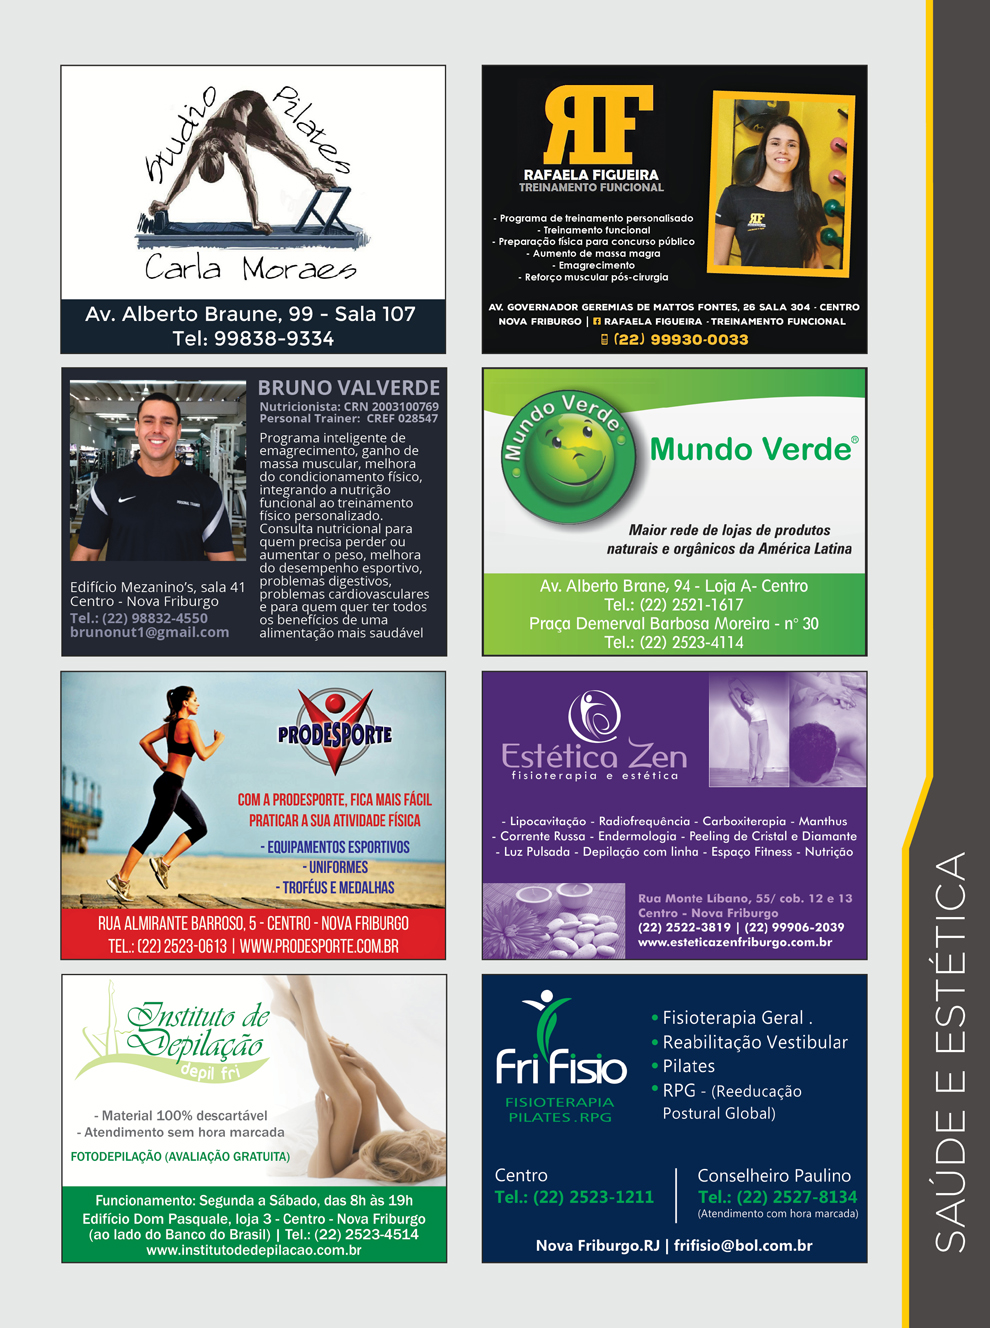 Studio Pilates
Carla Moraes
Av. Alberto Braune, 99 - Sala 107
Tel: 99838-9334
RF
RAFAELA FIGUEIRA
TREINAMENTO FUNCIONAL
- Programa de treinamento personalisado
- Treinamento funcional
- Preparação física para concurso público
- Aumento de massa magra
- Emagrecimento
- Reforço muscular pós-cirurgia
AV. GOVERNADOR GEREMIAS DE MATTOS FONTES, 26 SALA 304 - CENTRO
NOVA FRIBURGO | RAFAELA FIGUEIRA - TREINAMENTO FUNCIONAL
(22) 99930-0033
BRUNO VALVERDE
Nutricionista: CRN 2003100769
Personal Trainer: CREF 028547
Programa inteligente de
emagrecimento, ganho de
massa muscular, melhora
do condicionamento físico,
integrando a nutrição
funcional ao treinamento
físico personalizado.
Consulta nutricional para
quem precisa perder ou
aumentar o peso, melhora
do desempenho esportivo,
problemas digestivos,
problemas cardiovasculares
e para quem quer ter todos
os benefícios de uma
alimentação mais saudável
Edifício Mezanino's, sala 41
Centro - Nova Friburgo
Tel.: (22) 98832-4550
brunonut1@gmail.com
Mundo Verde
Mundo Verde®
Maior rede de lojas de produtos
naturais e orgânicos da América Latina
Av. Alberto Brane, 94 - Loja A- Centro
Tel.: (22) 2521-1617
Praça Demerval Barbosa Moreira - n° 30
Tel.: (22) 2523-4114
PRODESPORTE
COM A PRODESPORTE, FICA MAIS FÁCIL
PRATICAR A SUA ATIVIDADE FÍSICA
- EQUIPAMENTOS ESPORTIVOS
- UNIFORMES
- TROFÉUS E MEDALHAS
RUA ALMIRANTE BARROSO, 5 - CENTRO - NOVA FRIBURGO
TEL.: (22) 2523-0613 | WWW.PRODESPORTE.COM.BR
Estética Zen
fisioterapia e estética
- Lipocavitação - Radiofrequência - Carboxiterapia - Manthus
- Corrente Russa - Endermologia - Peeling de Cristal e Diamante
- Luz Pulsada - Depilação com linha - Espaço Fitness - Nutrição
Rua Monte Líbano, 55/ cob. 12 e 13
Centro - Nova Friburgo
(22) 2522-3819 | (22) 99906-2039
www.esteticazenfriburgo.com.br
Instituto de
Depilação
depil fri
- Material 100% descartável
- Atendimento sem hora marcada
FOTODEPILAÇÃO (AVALIAÇÃO GRATUITA)
Funcionamento: Segunda a Sábado, das 8h às 19h
Edifício Dom Pasquale, loja 3 - Centro - Nova Friburgo
(ao lado do Banco do Brasil) | Tel.: (22) 2523-4514
www.institutodedepilacao.com.br
Fri Fisio
FISIOTERAPIA
PILATES . RPG
• Fisioterapia Geral .
• Reabilitação Vestibular
• Pilates
• RPG - (Reeducação
Postural Global)
Centro
Tel.: (22) 2523-1211
Conselheiro Paulino
Tel.: (22) 2527-8134
(Atendimento com hora marcada)
Nova Friburgo.RJ | frifisio@bol.com.br
SAÚDE E ESTÉTICA